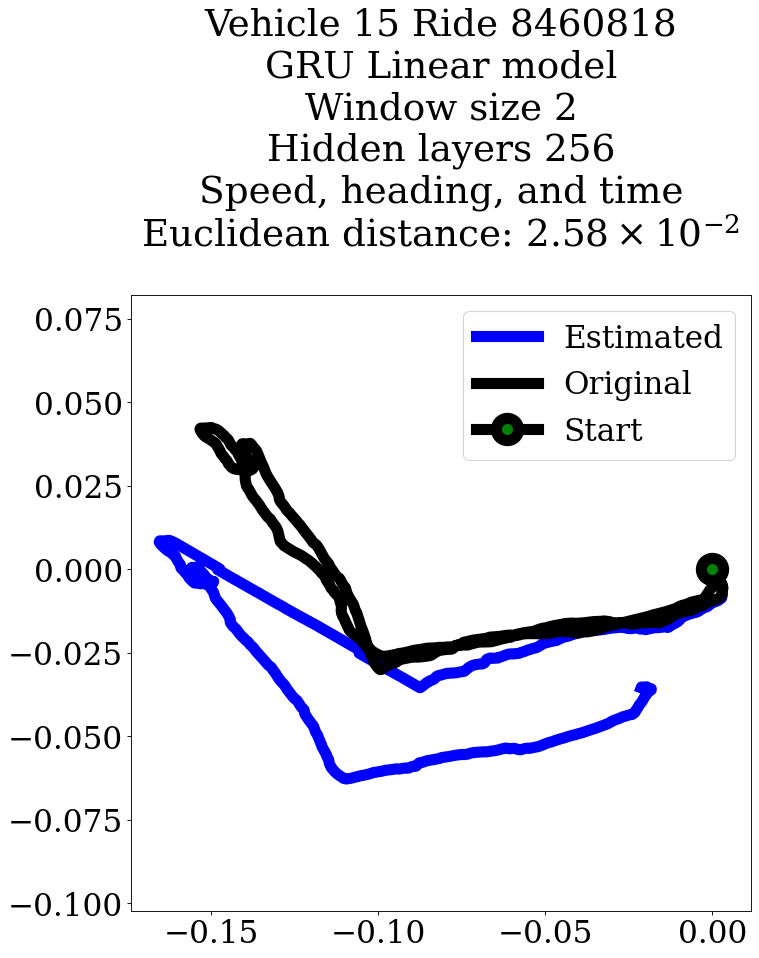 Vehicle 15 Ride 8460818
GRU Linear model
Window size 2
Hidden layers 256
Speed, heading, and time
Euclidean distance: 2.58 × 10⁻²
Estimated
Original
Start
0.075
0.050
0.025
0.000
−0.025
−0.050
−0.075
−0.100
−0.15
−0.10
−0.05
0.00